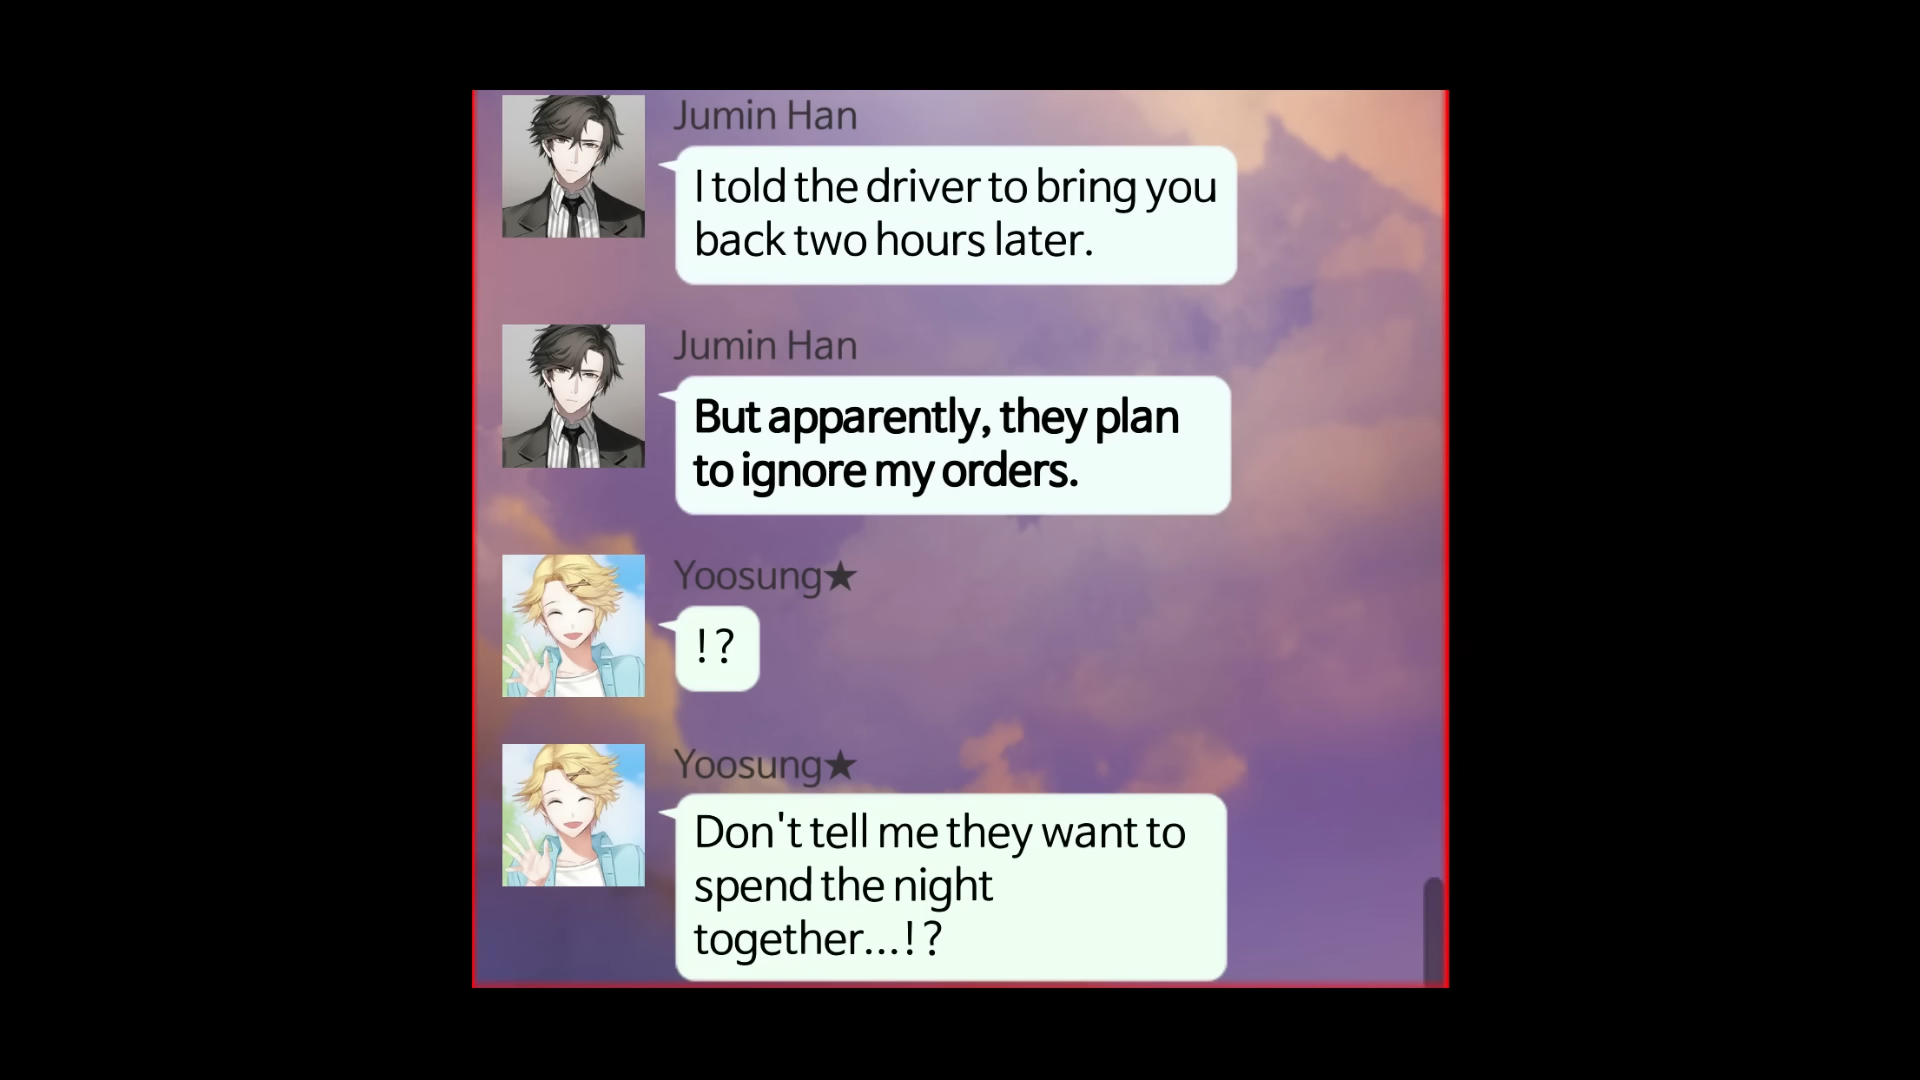 Jumin Han
I told the driver to bring you
back two hours later.
Jumin Han
But apparently, they plan
to ignore my orders.
Yoosung★
!?
Yoosung★
Don't tell me they want to
spend the night
together...!?